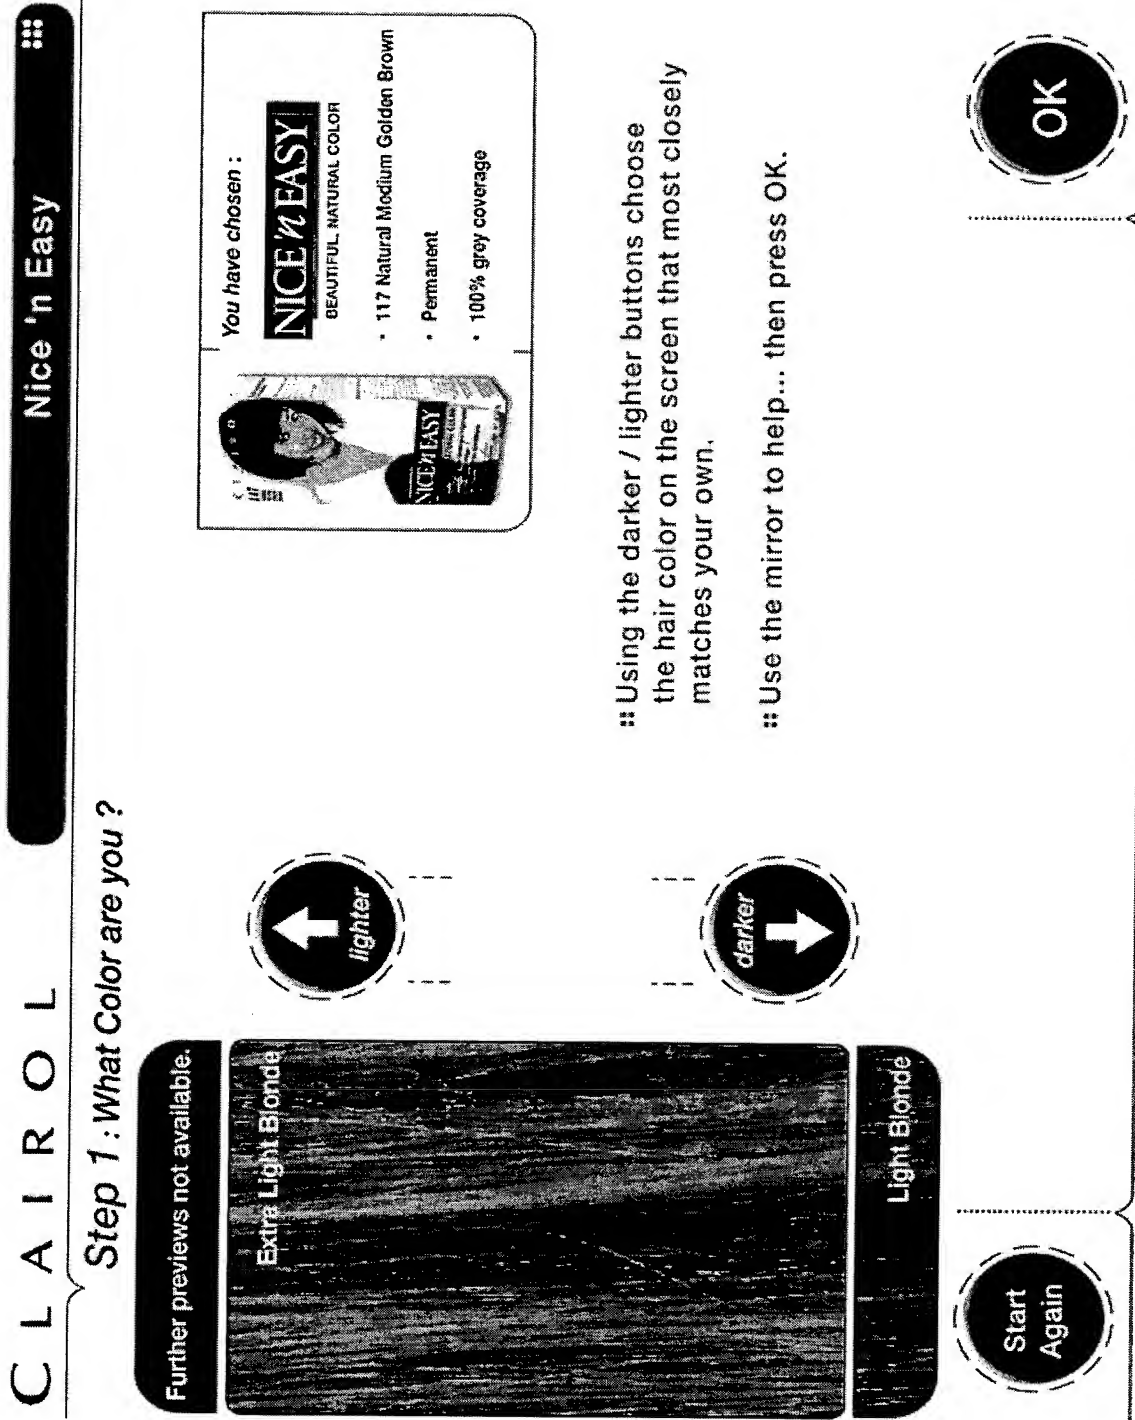 CLAIROL
Nice 'n Easy
Step 1 : What Color are you ?
Further previews not available.
Extra Light Blonde
Light Blonde
lighter
darker
You have chosen :
NICE 'n EASY
BEAUTIFUL, NATURAL COLOR
• 117 Natural Medium Golden Brown
• Permanent
• 100% grey coverage
NICE 'n EASY
Using the darker / lighter buttons choose
the hair color on the screen that most closely
matches your own.
Use the mirror to help... then press OK.
Start
Again
OK